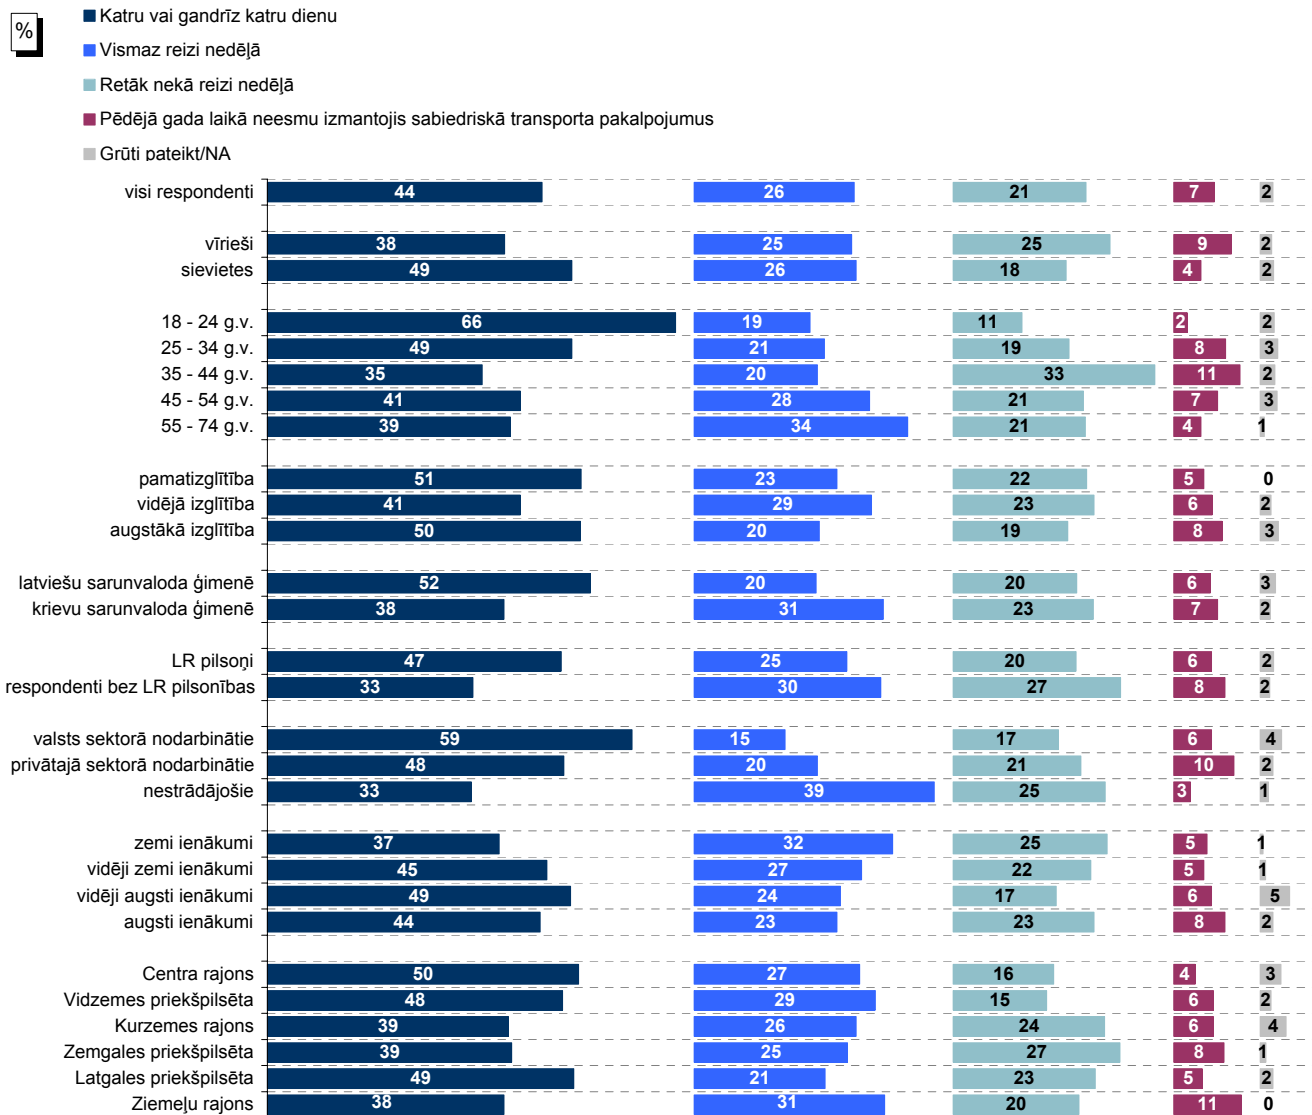 %
Katru vai gandrīz katru dienu
Vismaz reizi nedēļā
Retāk nekā reizi nedēļā
Pēdējā gada laikā neesmu izmantojis sabiedriskā transporta pakalpojumus
Grūti pateikt/NA
visi respondenti 44 26 21 7 2
vīrieši 38 25 25 9 2
sievietes 49 26 18 4 2
18 - 24 g.v. 66 19 11 2 2
25 - 34 g.v. 49 21 19 8 3
35 - 44 g.v. 35 20 33 11 2
45 - 54 g.v. 41 28 21 7 3
55 - 74 g.v. 39 34 21 4 1
pamatizglītība 51 23 22 5 0
vidējā izglītība 41 29 23 6 2
augstākā izglītība 50 20 19 8 3
latviešu sarunvaloda ģimenē 52 20 20 6 3
krievu sarunvaloda ģimenē 38 31 23 7 2
LR pilsoņi 47 25 20 6 2
respondenti bez LR pilsonības 33 30 27 8 2
valsts sektorā nodarbinātie 59 15 17 6 4
privātajā sektorā nodarbinātie 48 20 21 10 2
nestrādājošie 33 39 25 3 1
zemi ienākumi 37 32 25 5 1
vidēji zemi ienākumi 45 27 22 5 1
vidēji augsti ienākumi 49 24 17 6 5
augsti ienākumi 44 23 23 8 2
Centra rajons 50 27 16 4 3
Vidzemes priekšpilsēta 48 29 15 6 2
Kurzemes rajons 39 26 24 6 4
Zemgales priekšpilsēta 39 25 27 8 1
Latgales priekšpilsēta 49 21 23 5 2
Ziemeļu rajons 38 31 20 11 0